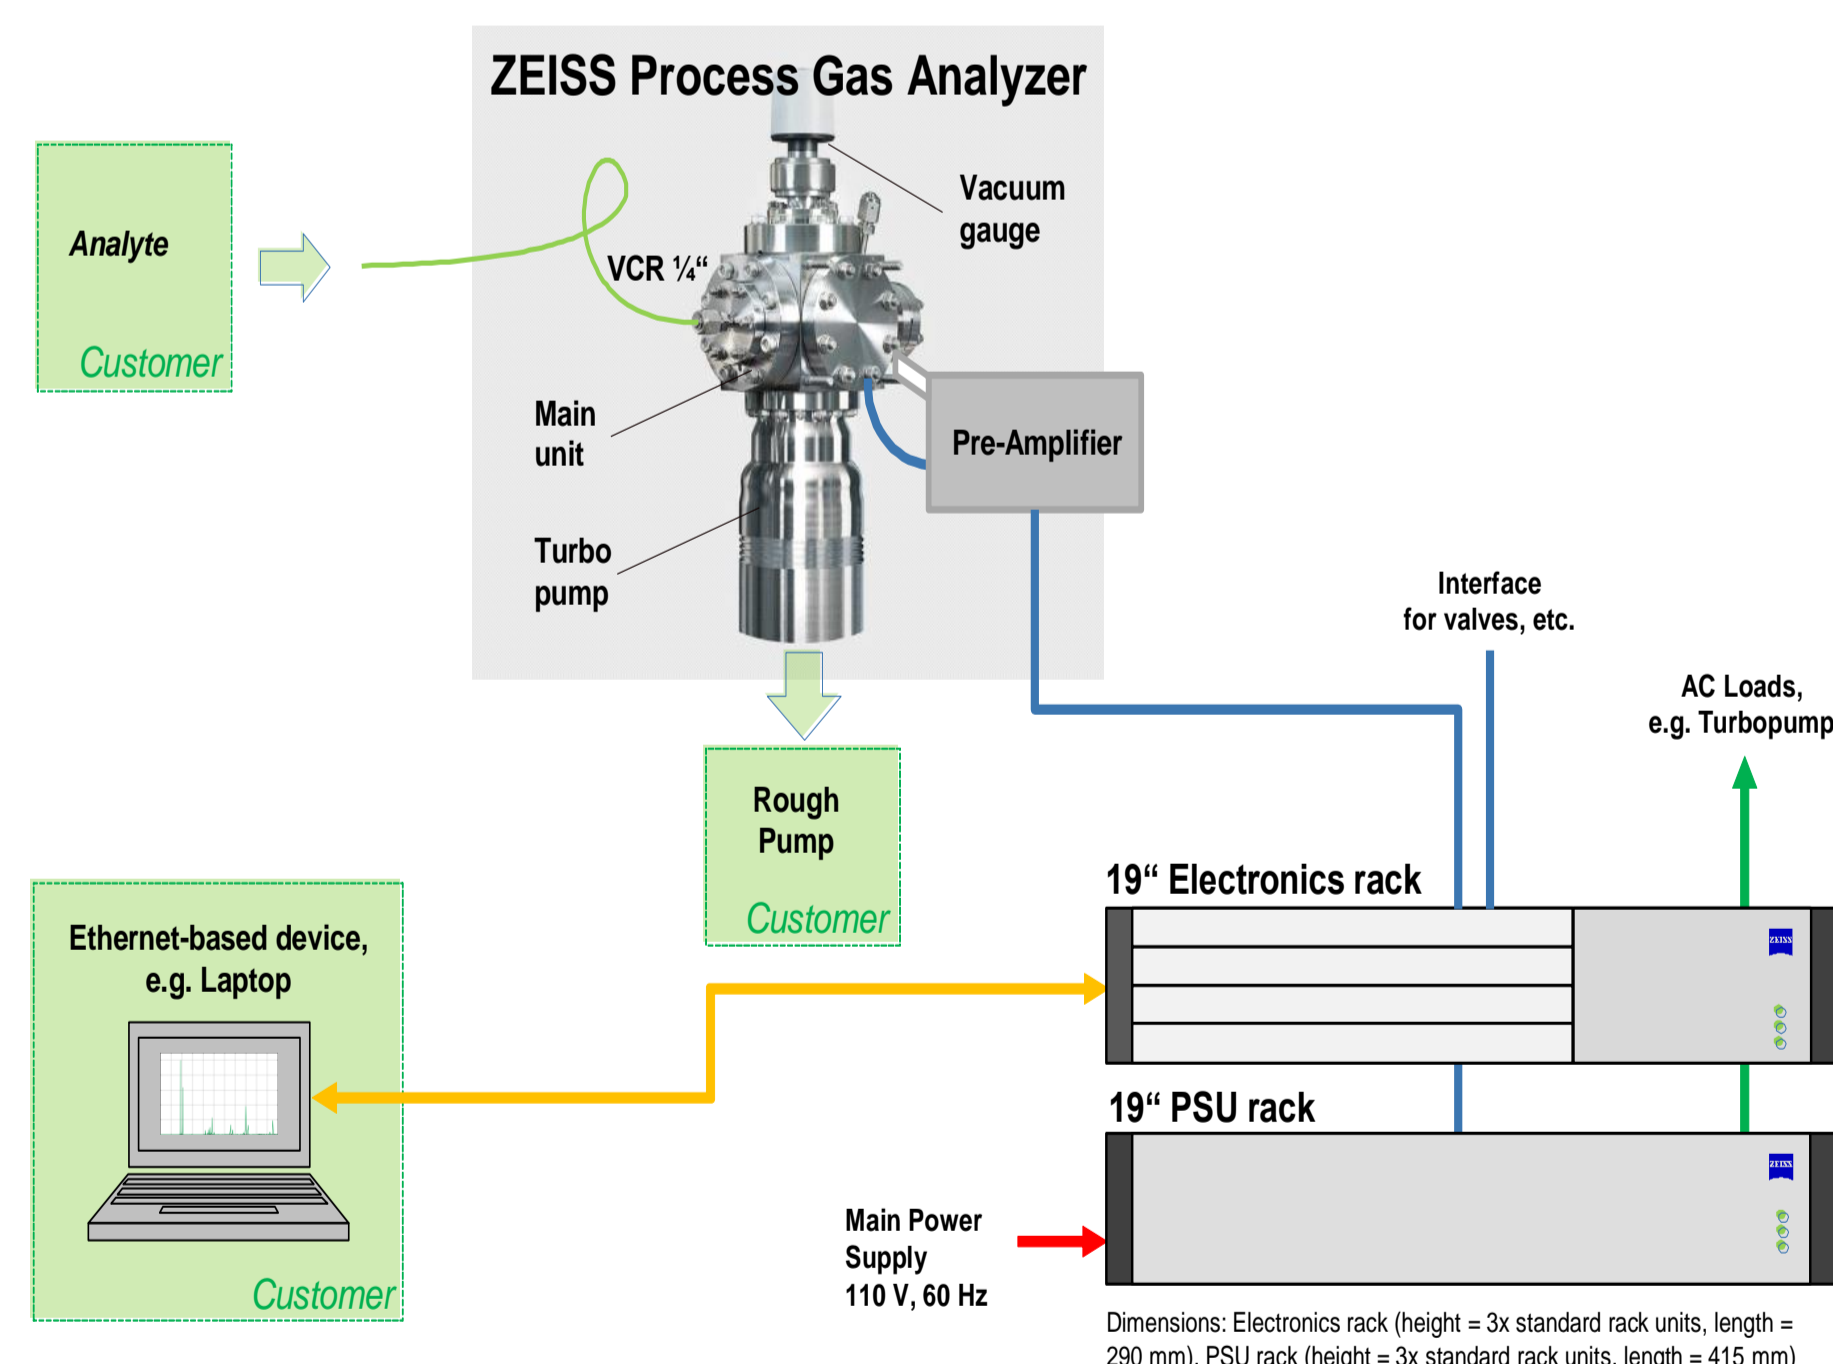 ZEISS Process Gas Analyzer
Analyte
Customer
VCR ¼“
Vacuum
gauge
Main
unit
Pre-Amplifier
Turbo
pump
Interface
for valves, etc.
AC Loads,
e.g. Turbopump
Rough
Pump
Customer
19“ Electronics rack
ZEISS
Ethernet-based device,
e.g. Laptop
Customer
19“ PSU rack
ZEISS
Main Power
Supply
110 V, 60 Hz
Dimensions: Electronics rack (height = 3x standard rack units, length =
290 mm), PSU rack (height = 3x standard rack units, length = 415 mm)